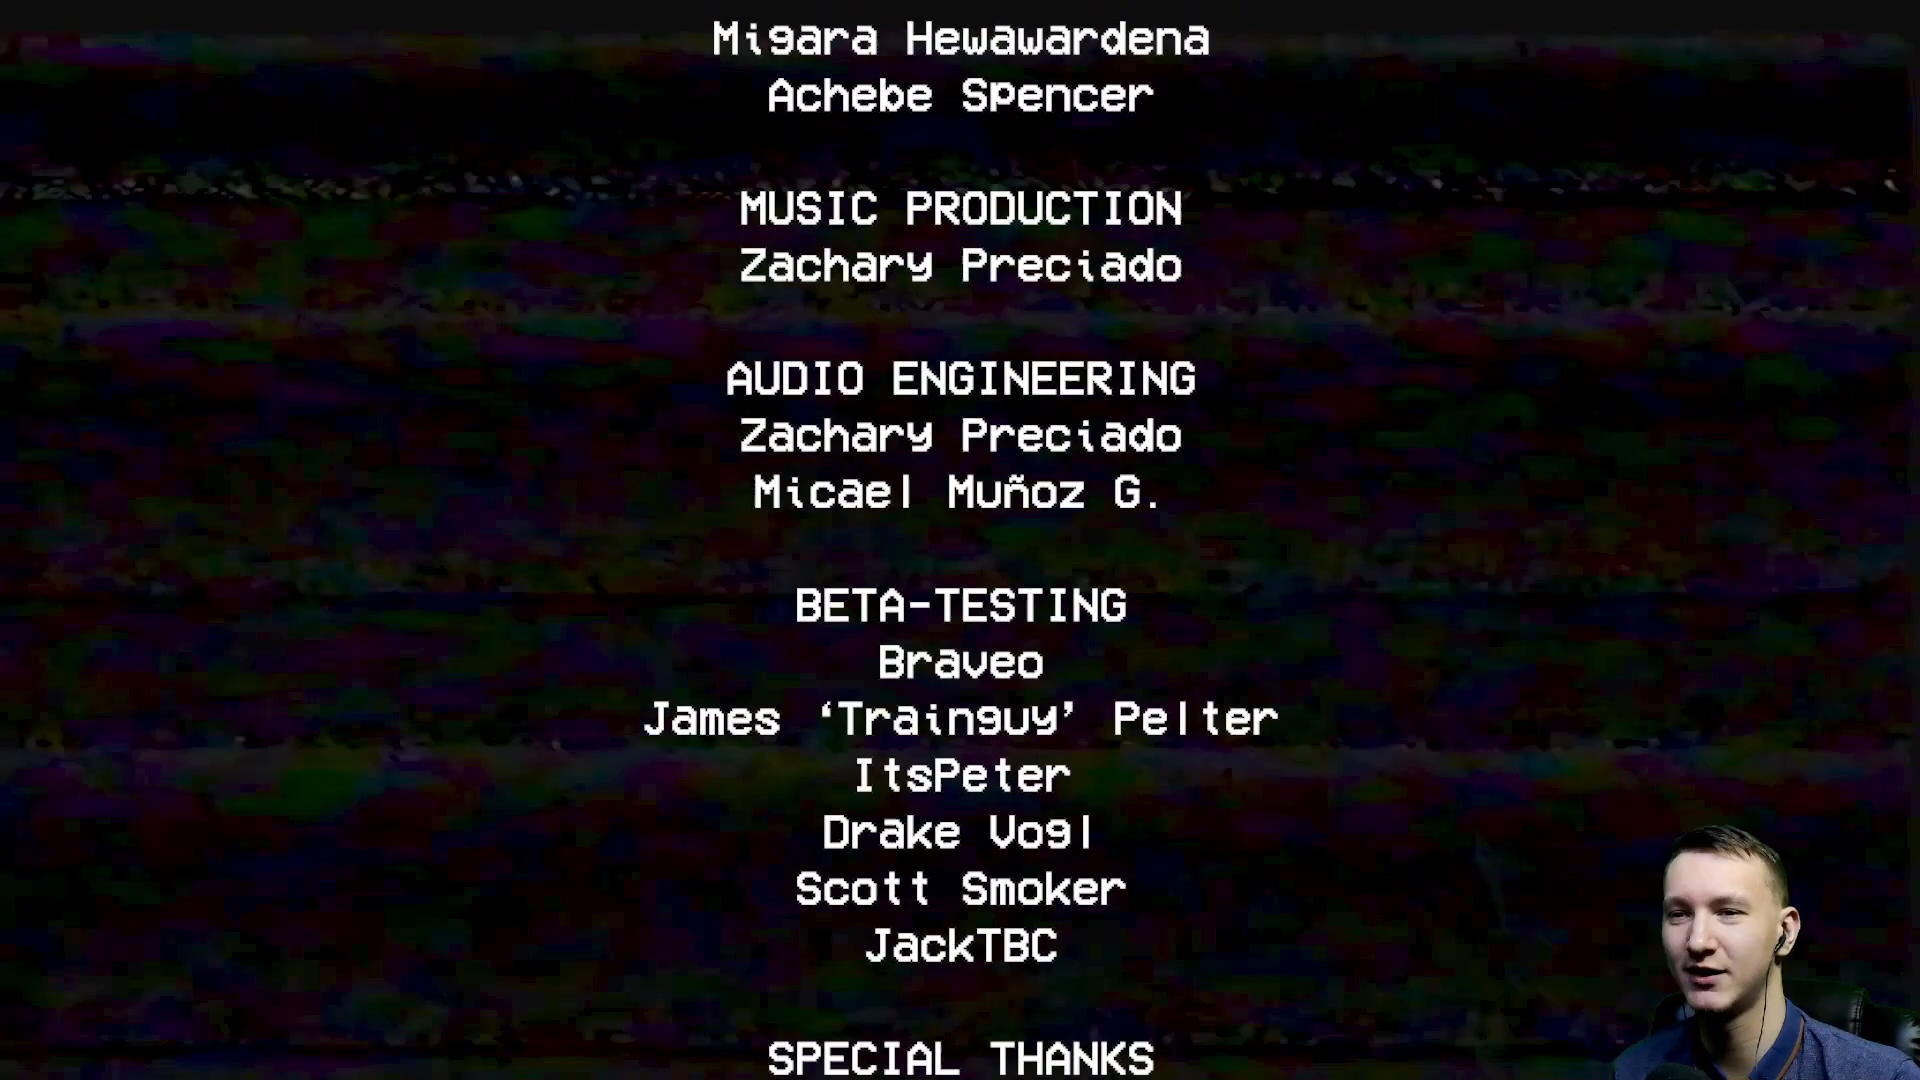 Migara Hewawardena
Achebe Spencer
MUSIC PRODUCTION
Zachary Preciado
AUDIO ENGINEERING
Zachary Preciado
Micael Muñoz G.
BETA-TESTING
Braveo
James ‘Trainguy’ Pelter
ItsPeter
Drake Vogl
Scott Smoker
JackTBC
SPECIAL THANKS